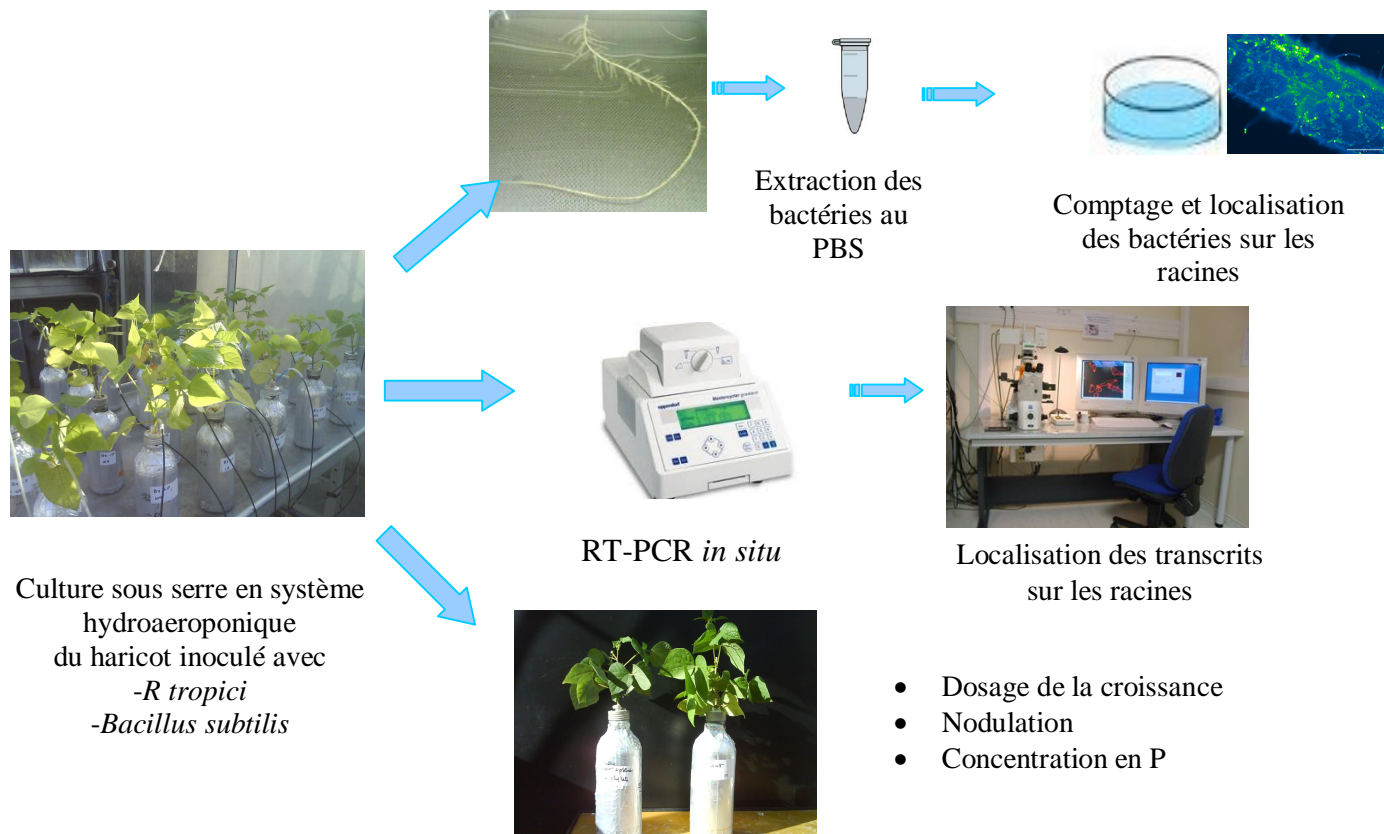 Extraction des
bactéries au
PBS
Comptage et localisation
des bactéries sur les
racines
Culture sous serre en système
hydroaeroponique
du haricot inoculé avec
-R tropici
-Bacillus subtilis
RT-PCR in situ
Localisation des transcrits
sur les racines
• Dosage de la croissance
• Nodulation
• Concentration en P